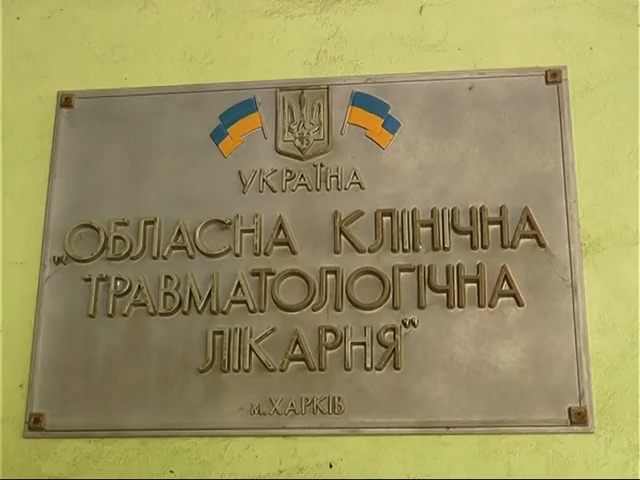 УКРАЇНА
„ОБЛАСНА КЛІНІЧНА
ТРАВМАТОЛОГІЧНА
ЛІКАРНЯ"
м. ХАРКІВ